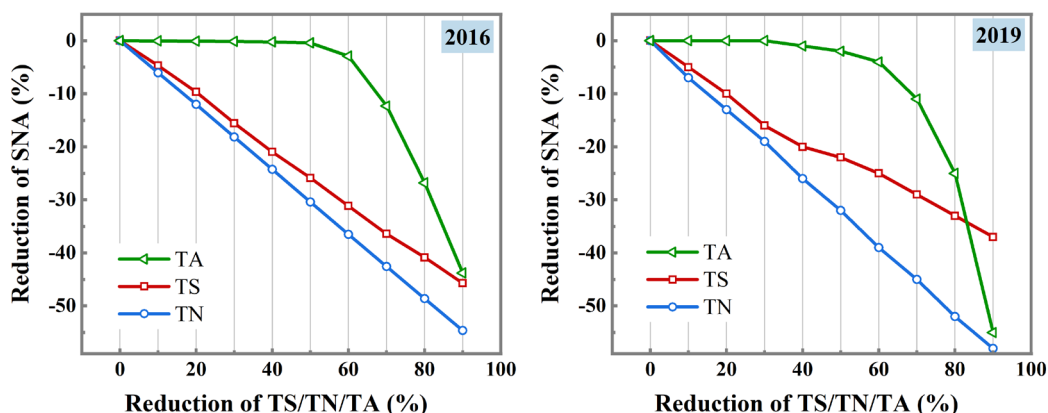 2016
Reduction of SNA (%)
0
-10
-20
-30
-40
-50
TA
TS
TN
0 20 40 60 80 100
Reduction of TS/TN/TA (%)
2019
Reduction of SNA (%)
0
-10
-20
-30
-40
-50
TA
TS
TN
0 20 40 60 80 100
Reduction of TS/TN/TA (%)